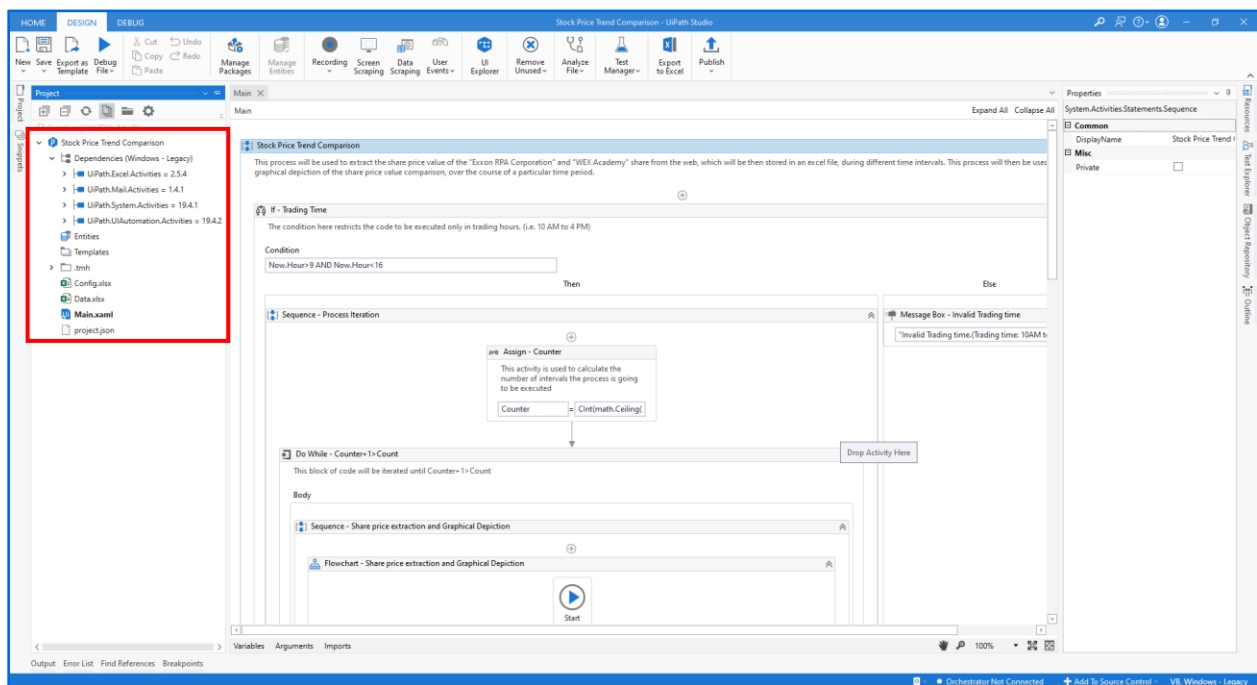 HOME DESIGN DEBUG
Stock Price Trend Comparison - UiPath Studio
New Save Export as Template Debug File
Cut Copy Paste Undo Redo
Manage Packages Manage Entities Recording Screen Scraping Data Scraping User Events UI Explorer Remove Unused Analyze File Test Manager Export to Excel Publish
Project
Snippets
Project
Stock Price Trend Comparison
Dependencies (Windows - Legacy)
UiPath.Excel.Activities = 2.5.4
UiPath.Mail.Activities = 1.4.1
UiPath.System.Activities = 19.4.1
UiPath.UIAutomation.Activities = 19.4.2
Entities
Templates
.tmh
Config.xlsx
Data.xlsx
Main.xaml
project.json
Main
Main
Expand All Collapse All
Stock Price Trend Comparison
This process will be used to extract the share price value of the "Exxon RPA Corporation" and "WEX Academy" share from the web, which will be then stored in an excel file, during different time intervals. This process will then be used
graphical depiction of the share price value comparison, over the course of a particular time period.
If - Trading Time
The condition here restricts the code to be executed only in trading hours. (i.e. 10 AM to 4 PM)
Condition
Now.Hour>9 AND Now.Hour<16
Then
Else
Sequence - Process Iteration
Message Box - Invalid Trading time
"Invalid Trading time.(Trading time: 10AM to
Assign - Counter
This activity is used to calculate the
number of intervals the process is going
to be executed
Counter = CInt(math.Ceiling(
Do While - Counter+1>Count
Drop Activity Here
This block of code will be iterated until Counter+1>Count
Body
Sequence - Share price extraction and Graphical Depiction
Flowchart - Share price extraction and Graphical Depiction
Start
Variables Arguments Imports
100%
Properties
System.Activities.Statements.Sequence
Common
DisplayName Stock Price Trend
Misc
Private
Resources
Test Explorer
Object Repository
Outline
Output Error List Find References Breakpoints
Orchestrator Not Connected Add To Source Control VB, Windows - Legacy